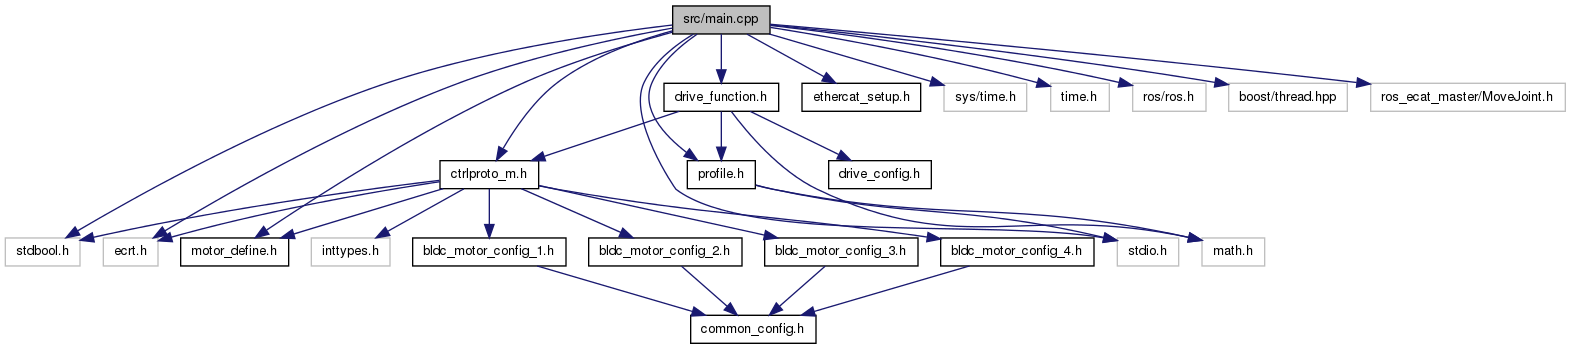 src/main.cpp
drive_function.h
ethercat_setup.h
sys/time.h
time.h
ros/ros.h
boost/thread.hpp
ros_ecat_master/MoveJoint.h
ctrlproto_m.h
profile.h
drive_config.h
stdbool.h
ecrt.h
motor_define.h
inttypes.h
bldc_motor_config_1.h
bldc_motor_config_2.h
bldc_motor_config_3.h
bldc_motor_config_4.h
stdio.h
math.h
common_config.h